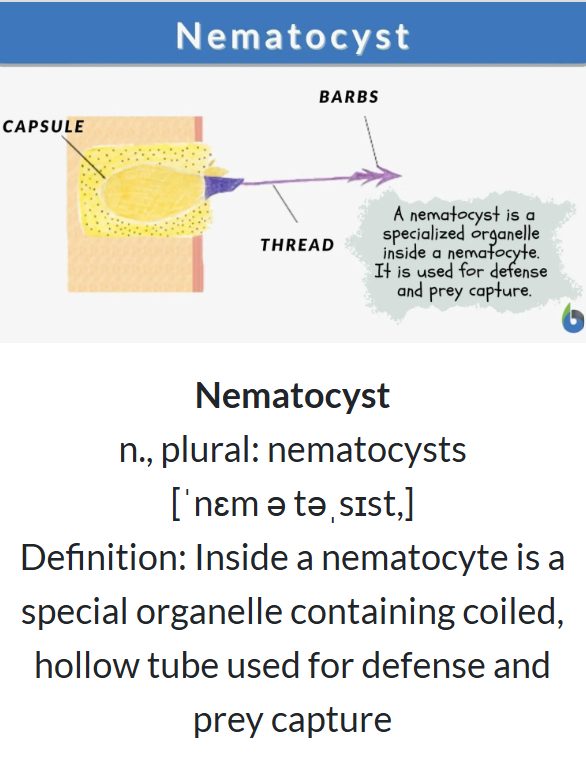 Nematocyst
BARBS
CAPSULE
THREAD
A nematocyst is a
specialized organelle
inside a nematocyte.
It is used for defense
and prey capture.
Nematocyst
n., plural: nematocysts
[ˈnɛm ə təˌsɪst,]
Definition: Inside a nematocyte is a
special organelle containing coiled,
hollow tube used for defense and
prey capture